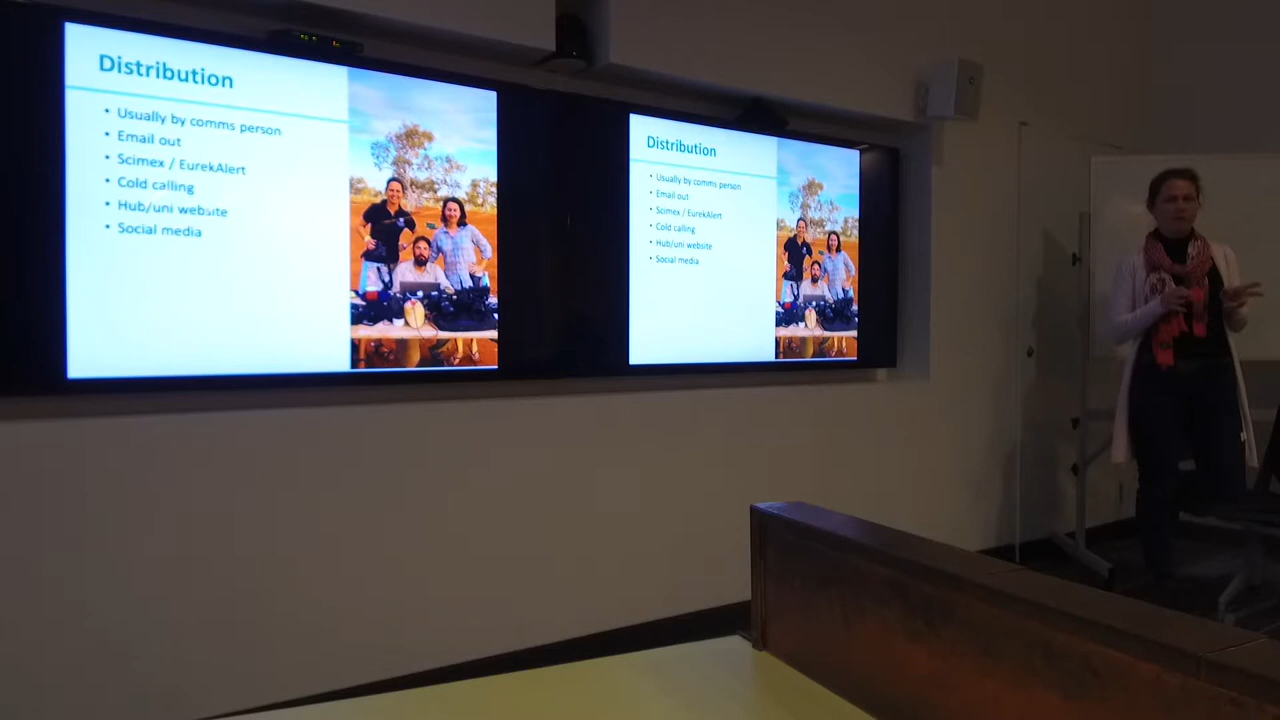 Distribution
• Usually by comms person
• Email out
• Scimex / EurekAlert
• Cold calling
• Hub/uni website
• Social media
Distribution
• Usually by comms person
• Email out
• Scimex / EurekAlert
• Cold calling
• Hub/uni website
• Social media